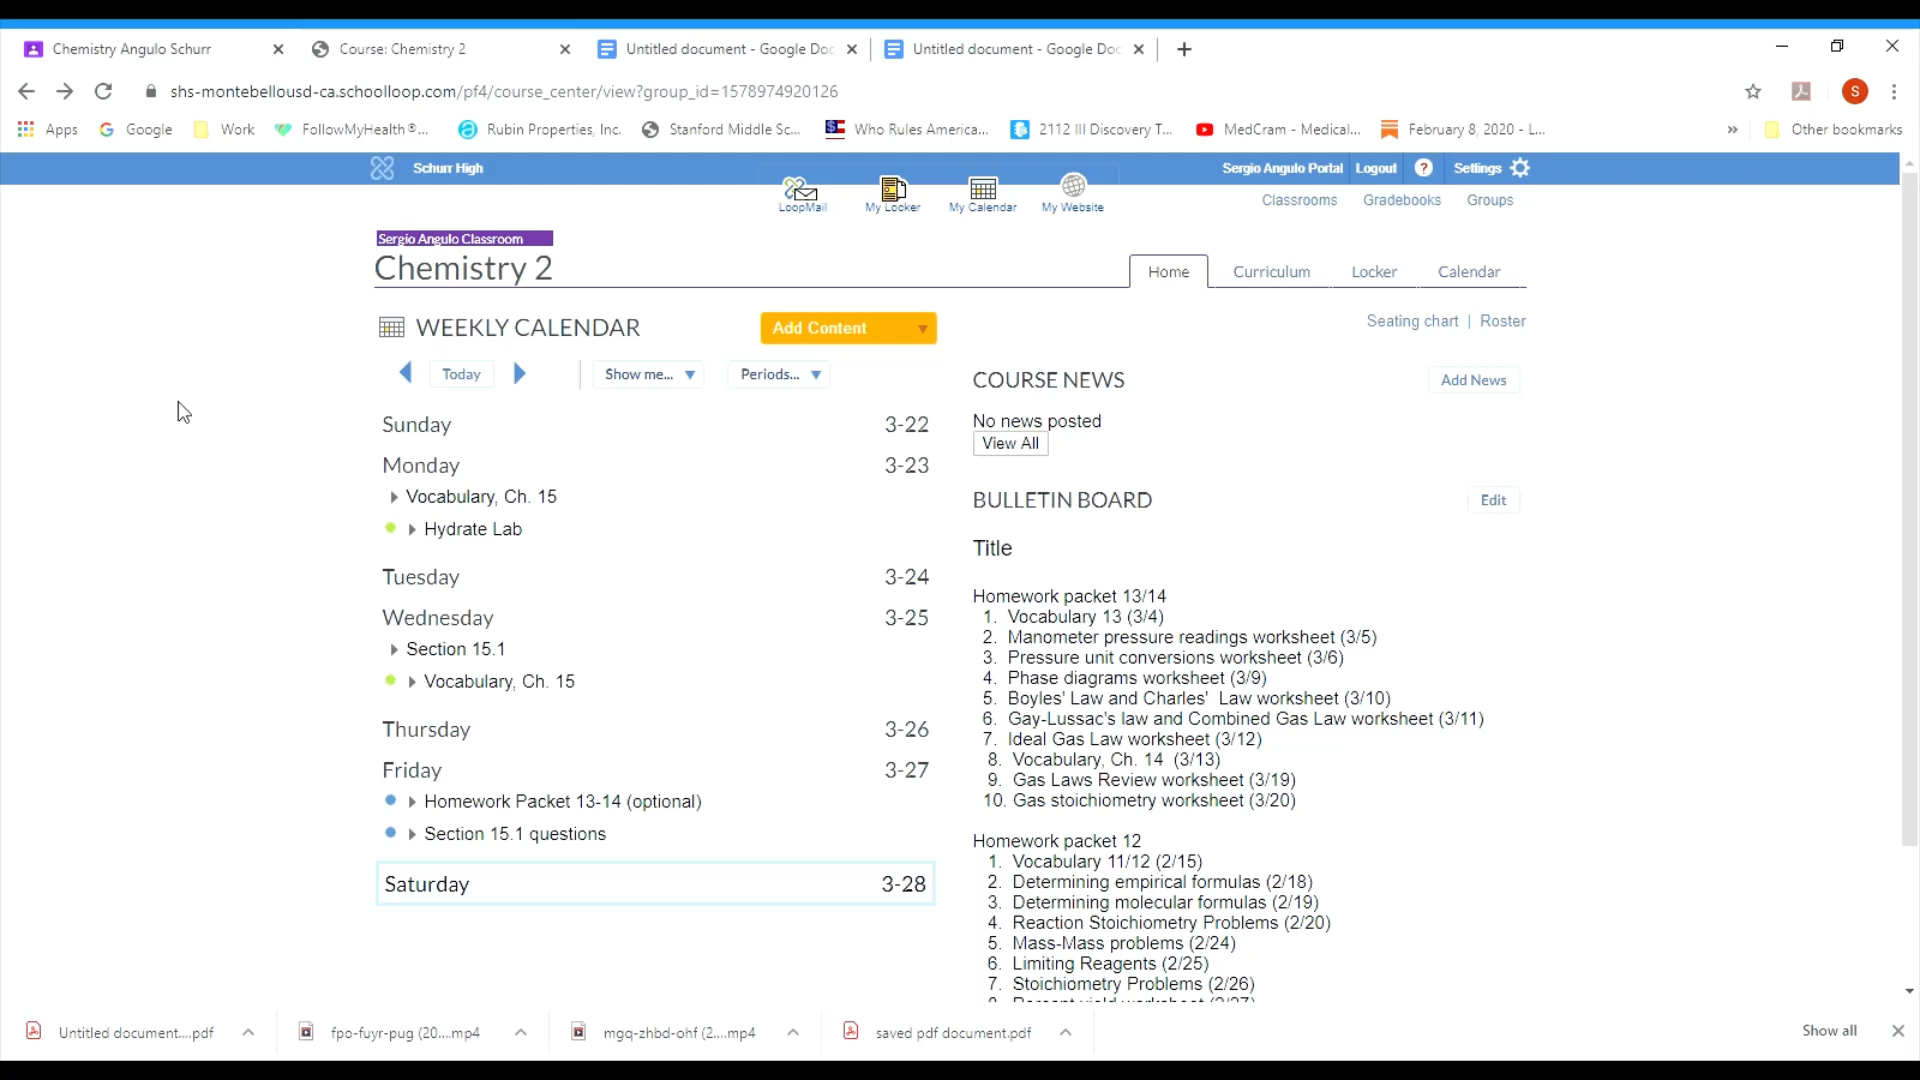 Chemistry Angulo Schurr
Course: Chemistry 2
Untitled document - Google Doc
Untitled document - Google Doc
shs-montebellousd-ca.schoolloop.com/pf4/course_center/view?group_id=1578974920126
S
Apps
Google
Work
FollowMyHealth®...
Rubin Properties, Inc.
Stanford Middle Sc...
Who Rules America...
2112 III Discovery T...
MedCram - Medical...
February 8, 2020 - L...
»
Other bookmarks
Schurr High
LoopMail
My Locker
My Calendar
My Website
Sergio Angulo Portal
Logout
?
Settings
Classrooms
Gradebooks
Groups
Sergio Angulo Classroom
Chemistry 2
Home
Curriculum
Locker
Calendar
WEEKLY CALENDAR
Add Content
Seating chart | Roster
Today
Show me...
Periods...
Sunday 3-22
Monday 3-23
Vocabulary, Ch. 15
Hydrate Lab
Tuesday 3-24
Wednesday 3-25
Section 15.1
Vocabulary, Ch. 15
Thursday 3-26
Friday 3-27
Homework Packet 13-14 (optional)
Section 15.1 questions
Saturday 3-28
COURSE NEWS
Add News
No news posted
View All
BULLETIN BOARD
Edit
Title
Homework packet 13/14
1. Vocabulary 13 (3/4)
2. Manometer pressure readings worksheet (3/5)
3. Pressure unit conversions worksheet (3/6)
4. Phase diagrams worksheet (3/9)
5. Boyles' Law and Charles' Law worksheet (3/10)
6. Gay-Lussac's law and Combined Gas Law worksheet (3/11)
7. Ideal Gas Law worksheet (3/12)
8. Vocabulary, Ch. 14 (3/13)
9. Gas Laws Review worksheet (3/19)
10. Gas stoichiometry worksheet (3/20)
Homework packet 12
1. Vocabulary 11/12 (2/15)
2. Determining empirical formulas (2/18)
3. Determining molecular formulas (2/19)
4. Reaction Stoichiometry Problems (2/20)
5. Mass-Mass problems (2/24)
6. Limiting Reagents (2/25)
7. Stoichiometry Problems (2/26)
Untitled document....pdf
fpo-fuyr-pug (20....mp4
mgq-zhbd-ohf (2....mp4
saved pdf document.pdf
Show all